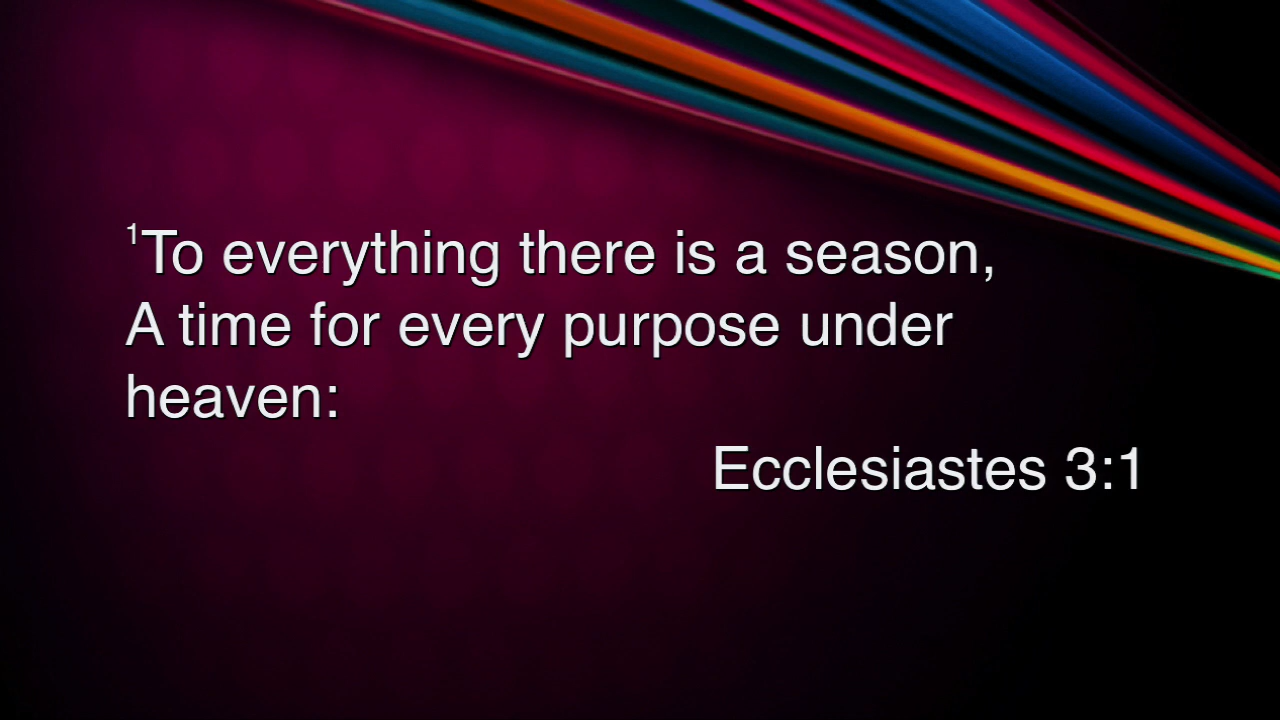 ¹To everything there is a season,
A time for every purpose under
heaven:
Ecclesiastes 3:1